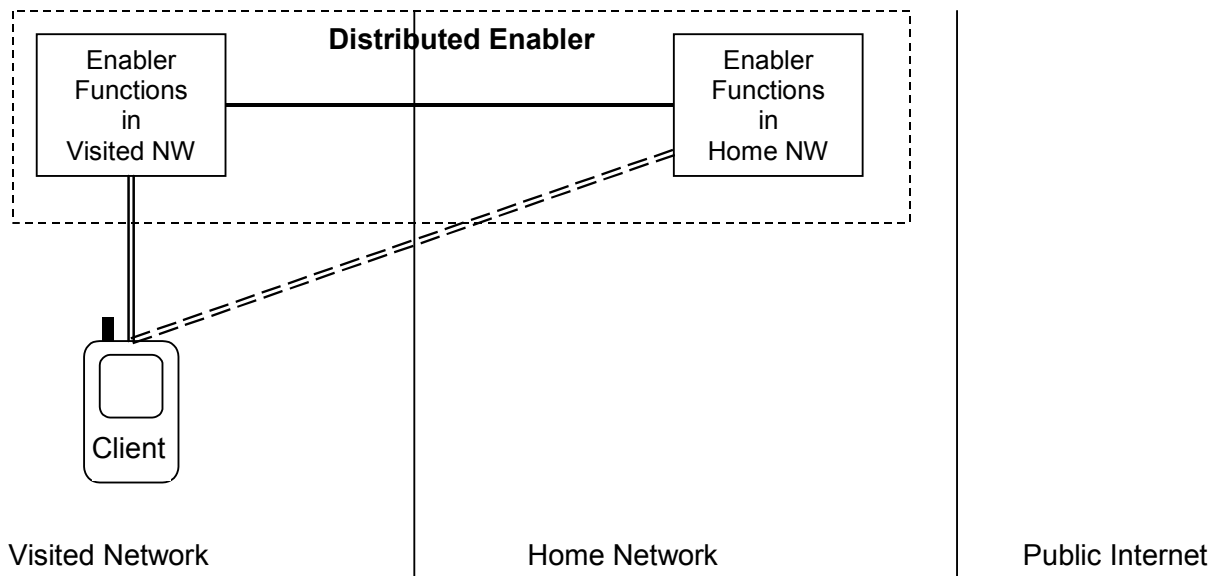 Distributed Enabler
Enabler
Functions
in
Visited NW
Enabler
Functions
in
Home NW
Client
Visited Network
Home Network
Public Internet